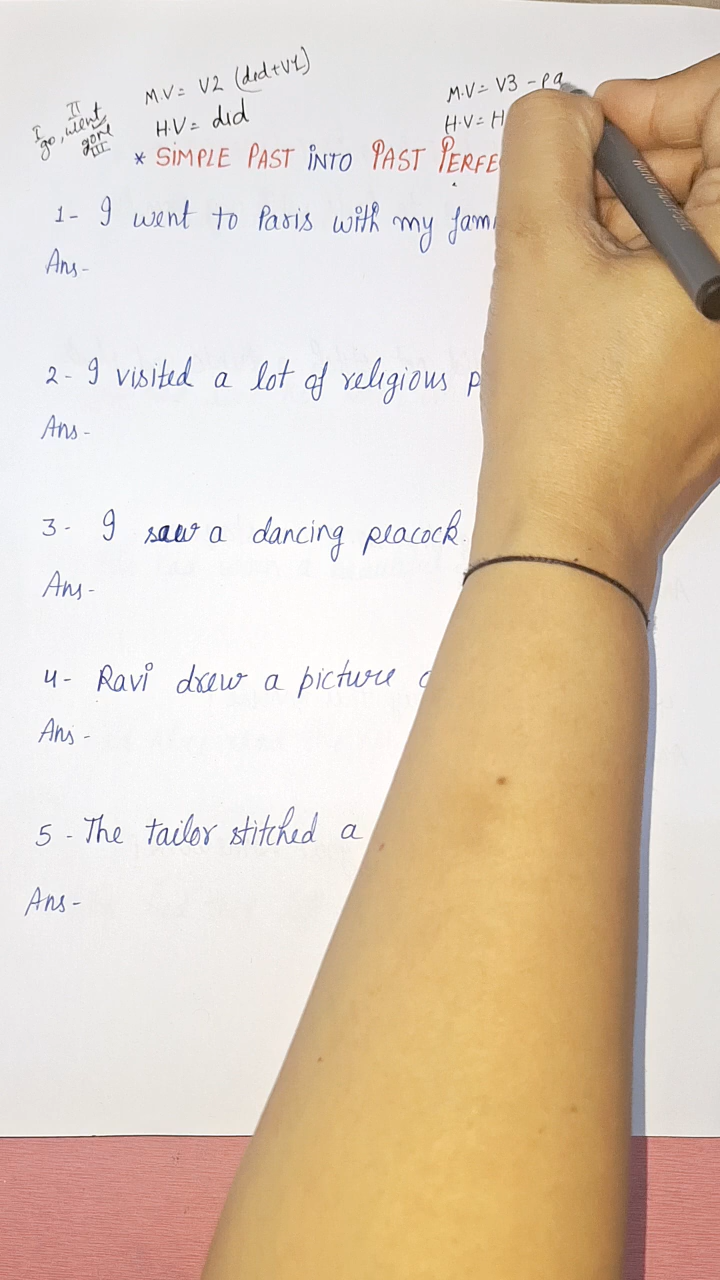 M.V = V2 (did+V1)
H.V = did
I II
go, went,
gone
III
M.V = V3 - pa
H.V = H
* SIMPLE PAST INTO PAST PERFE
1- I went to Paris with my fami
Ans-
2- I visited a lot of religious p
Ans-
3- I saw a dancing peacock.
Ans-
4- Ravi drew a picture
Ans-
5- The tailor stitched a
Ans-